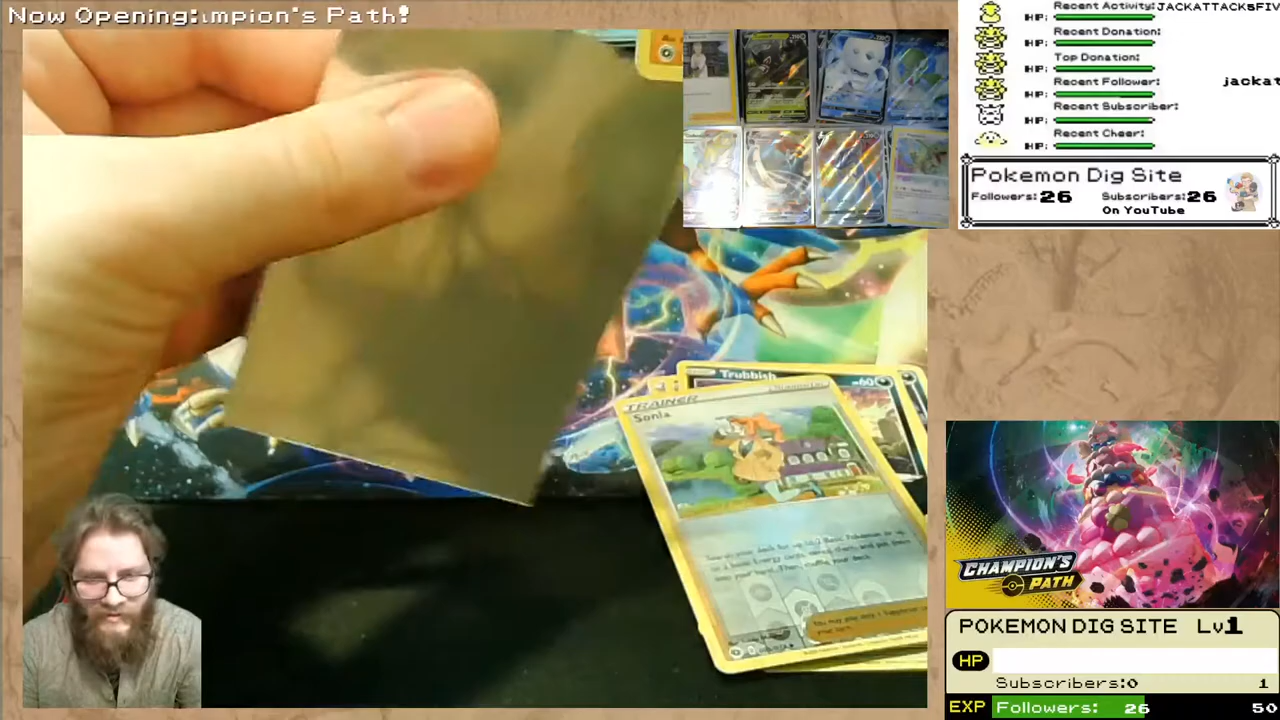 Now Opening: mpion's Path!
Recent Activity: JACKATTACKSFIV
HP:
Recent Donation:
HP:
Top Donation:
HP:
Recent Follower: jackat
HP:
Recent Subscriber:
HP:
Recent Cheer:
HP:
Pokemon Dig Site
Followers: 26 Subscribers: 26
On YouTube
Trubbish 60
TRAINER
Sonia
CHAMPION'S
PATH
POKEMON DIG SITE Lv1
HP
Subscribers:0 1
EXP Followers: 26 50